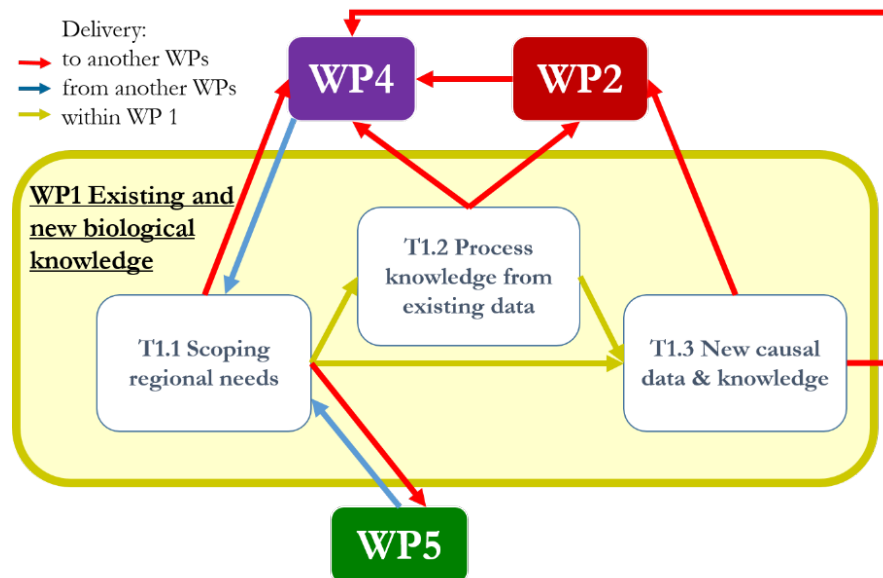 Delivery:
to another WPs
from another WPs
within WP 1
WP4
WP2
WP1 Existing and
new biological
knowledge
T1.2 Process
knowledge from
existing data
T1.1 Scoping
regional needs
T1.3 New causal
data & knowledge
WP5